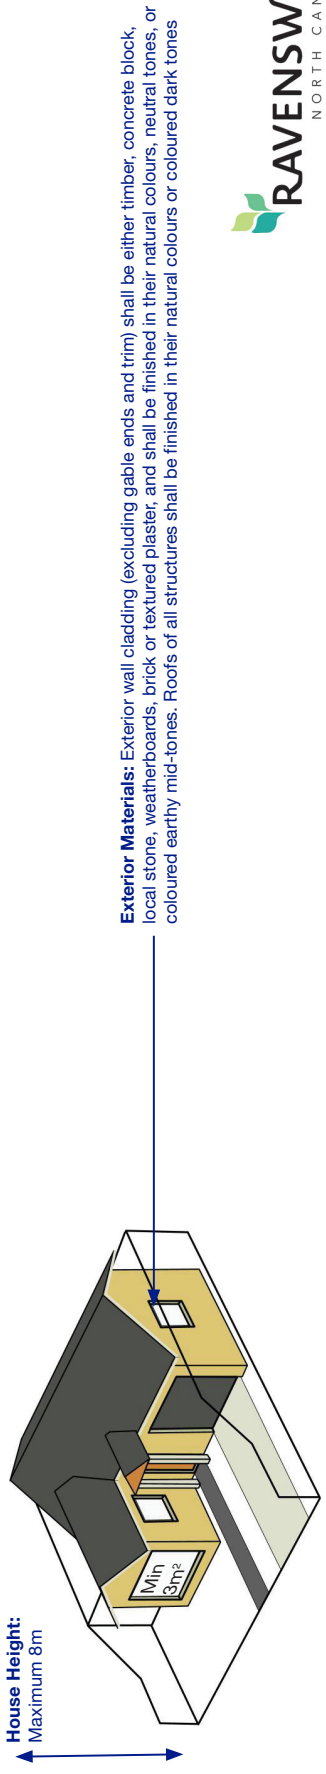 House Height:
Maximum 8m
Min
3m²
Exterior Materials: Exterior wall cladding (excluding gable ends and trim) shall be either timber, concrete block,
local stone, weatherboards, brick or textured plaster, and shall be finished in their natural colours, neutral tones, or
coloured earthy mid-tones. Roofs of all structures shall be finished in their natural colours or coloured dark tones
RAVENSW
NORTH CAN